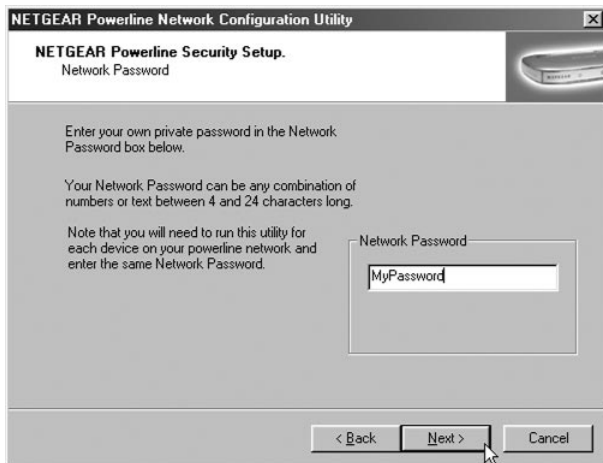 NETGEAR Powerline Network Configuration Utility
NETGEAR Powerline Security Setup.
Network Password
Enter your own private password in the Network
Password box below.
Your Network Password can be any combination of
numbers or text between 4 and 24 characters long.
Note that you will need to run this utility for
each device on your powerline network and
enter the same Network Password.
Network Password
MyPassword
< Back
Next >
Cancel